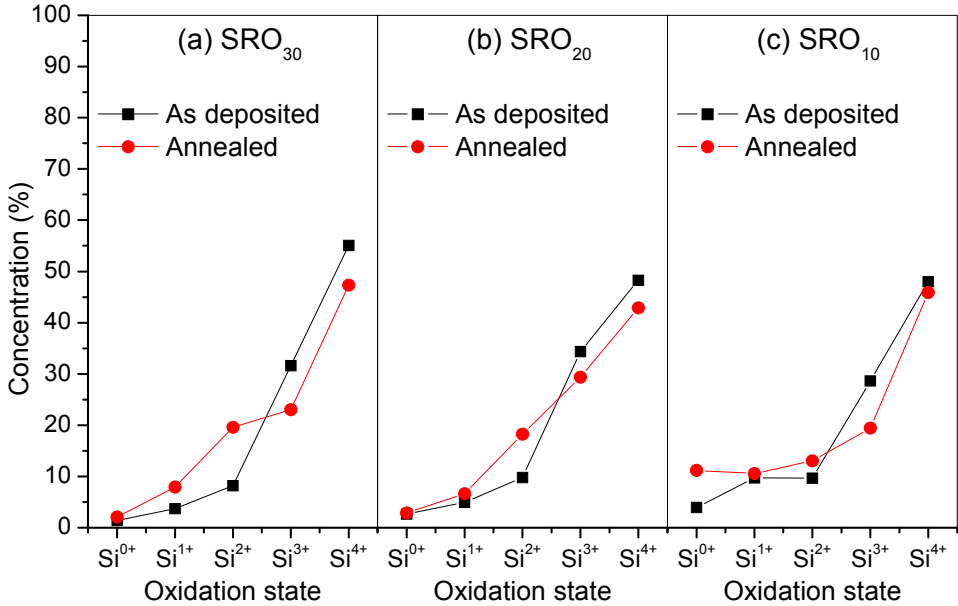 100
90
80
70
60
50
40
30
20
10
0
Concentration (%)
(a) SRO30
As deposited
Annealed
Si0+ Si1+ Si2+ Si3+ Si4+
Oxidation state
(b) SRO20
As deposited
Annealed
Si0+ Si1+ Si2+ Si3+ Si4+
Oxidation state
(c) SRO10
As deposited
Annealed
Si0+ Si1+ Si2+ Si3+ Si4+
Oxidation state